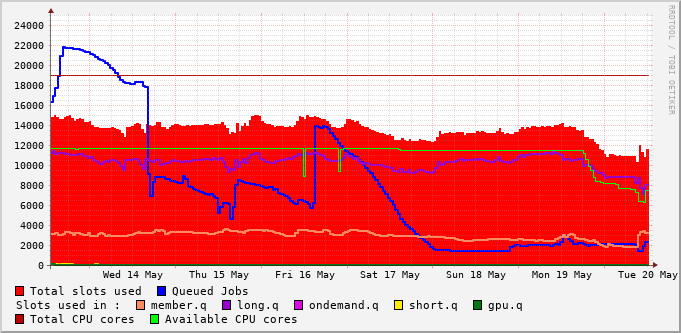 RRDTOOL / TOBI OETIKER
24000
22000
20000
18000
16000
14000
12000
10000
8000
6000
4000
2000
0
Wed 14 May Thu 15 May Fri 16 May Sat 17 May Sun 18 May Mon 19 May Tue 20 May
Total slots used Queued Jobs
Slots used in : member.q long.q ondemand.q short.q gpu.q
Total CPU cores Available CPU cores